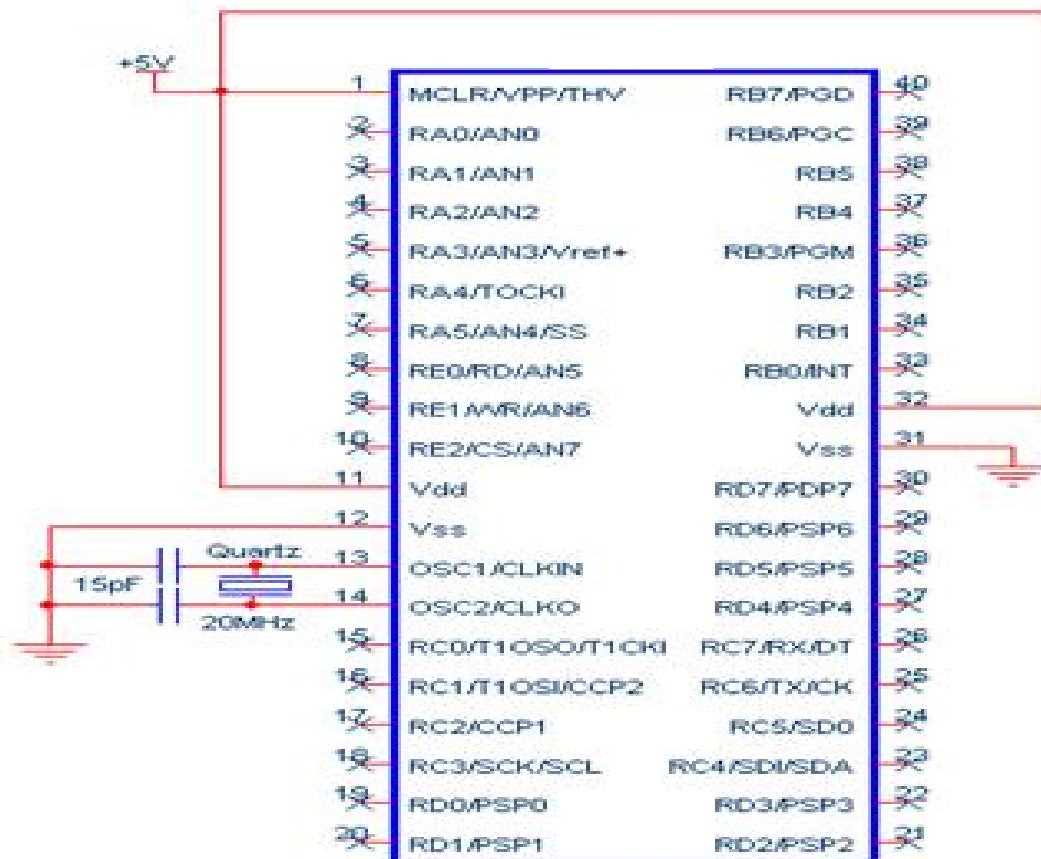 +5V
1 MCLR/VPP/THV RB7/PGD 40
2 RA0/AN0 RB6/PGC 39
3 RA1/AN1 RB5 38
4 RA2/AN2 RB4 37
5 RA3/AN3/Vref+ RB3/PGM 36
6 RA4/TOCKI RB2 35
7 RA5/AN4/SS RB1 34
8 RE0/RD/AN5 RB0/INT 33
9 RE1/WR/AN6 Vdd 32
10 RE2/CS/AN7 Vss 31
11 Vdd RD7/PDP7 30
12 Vss RD6/PSP6 29
Quartz 13 OSC1/CLKIN RD5/PSP5 28
15pF
14 OSC2/CLKO RD4/PSP4 27
20MHz
15 RC0/T1OSO/T1CKI RC7/RX/DT 26
16 RC1/T1OSI/CCP2 RC6/TX/CK 25
17 RC2/CCP1 RC5/SD0 24
18 RC3/SCK/SCL RC4/SDI/SDA 23
19 RD0/PSP0 RD3/PSP3 22
20 RD1/PSP1 RD2/PSP2 21